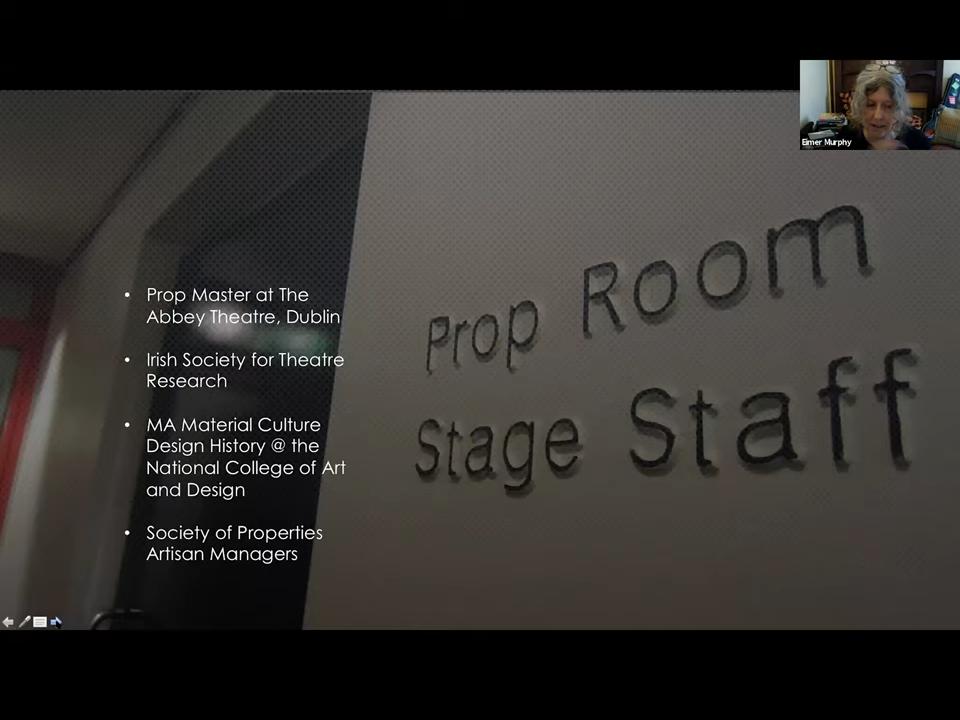 Eimer Murphy
Prop Room
Stage Staff
• Prop Master at The
Abbey Theatre, Dublin
• Irish Society for Theatre
Research
• MA Material Culture
Design History @ the
National College of Art
and Design
• Society of Properties
Artisan Managers